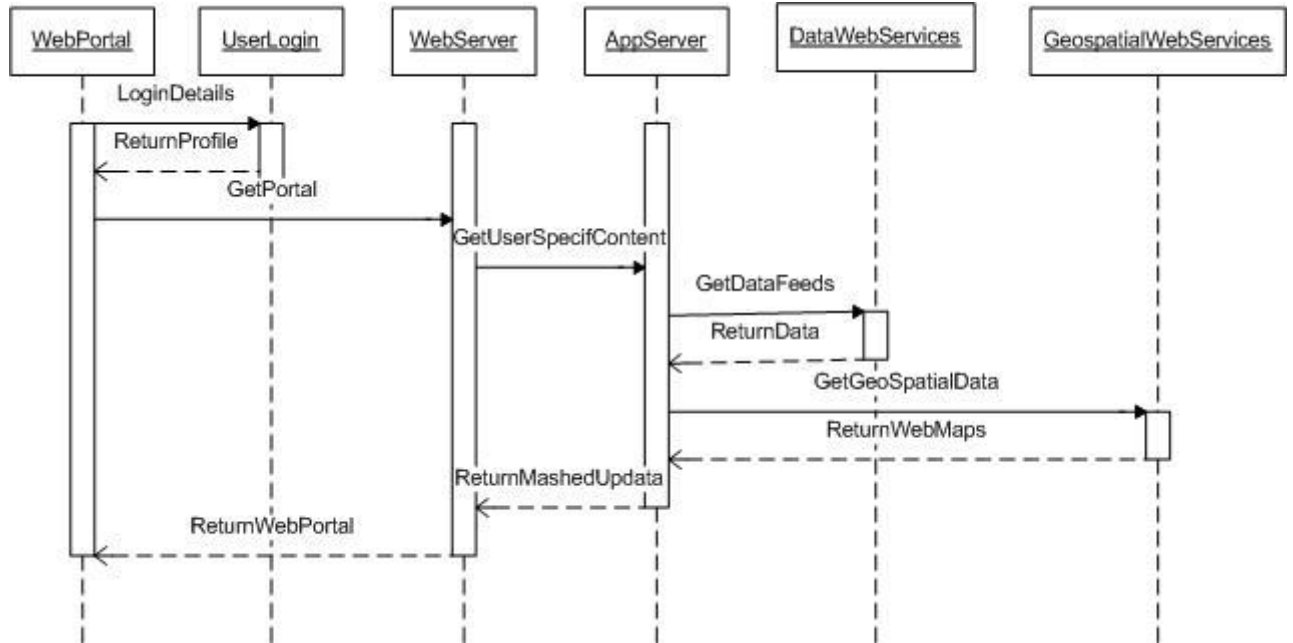 WebPortal
UserLogin
WebServer
AppServer
DataWebServices
GeospatialWebServices
LoginDetails
ReturnProfile
GetPortal
GetUserSpecifContent
GetDataFeeds
ReturnData
GetGeoSpatialData
ReturnWebMaps
ReturnMashedUpdata
ReturnWebPortal